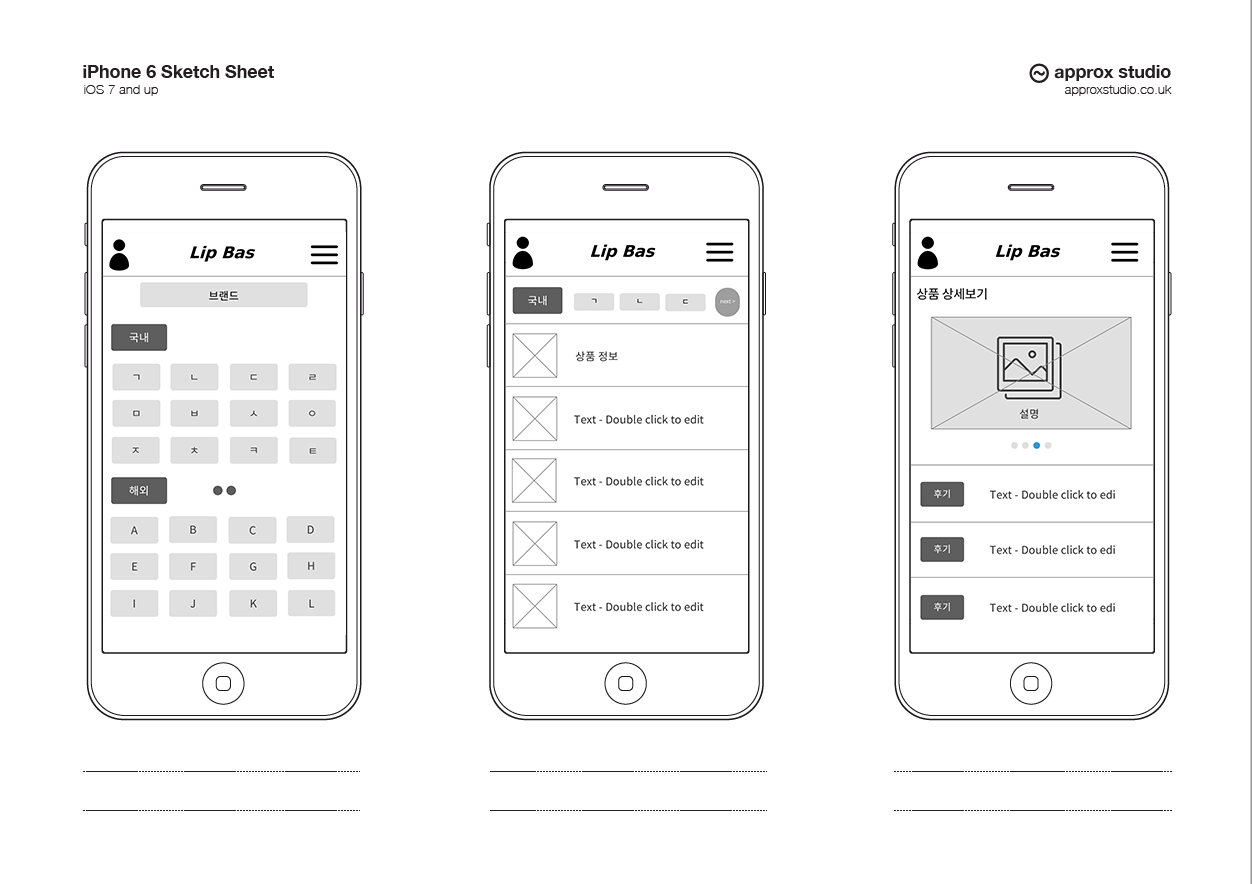 iPhone 6 Sketch Sheet
iOS 7 and up
approx studio
approxstudio.co.uk
Lip Bas
브랜드
국내
ㄱ ㄴ ㄷ ㄹ
ㅁ ㅂ ㅅ ㅇ
ㅈ ㅊ ㅋ ㅌ
해외
A B C D
E F G H
I J K L
Lip Bas
국내 ㄱ ㄴ ㄷ next >
상품 정보
Text - Double click to edit
Text - Double click to edit
Text - Double click to edit
Text - Double click to edit
Lip Bas
상품 상세보기
설명
후기 Text - Double click to edi
후기 Text - Double click to edi
후기 Text - Double click to edi